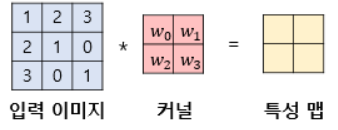 1 2 3
2 1 0 * w₀ w₁ =
3 0 1 w₂ w₃
입력 이미지 커널 특성 맵